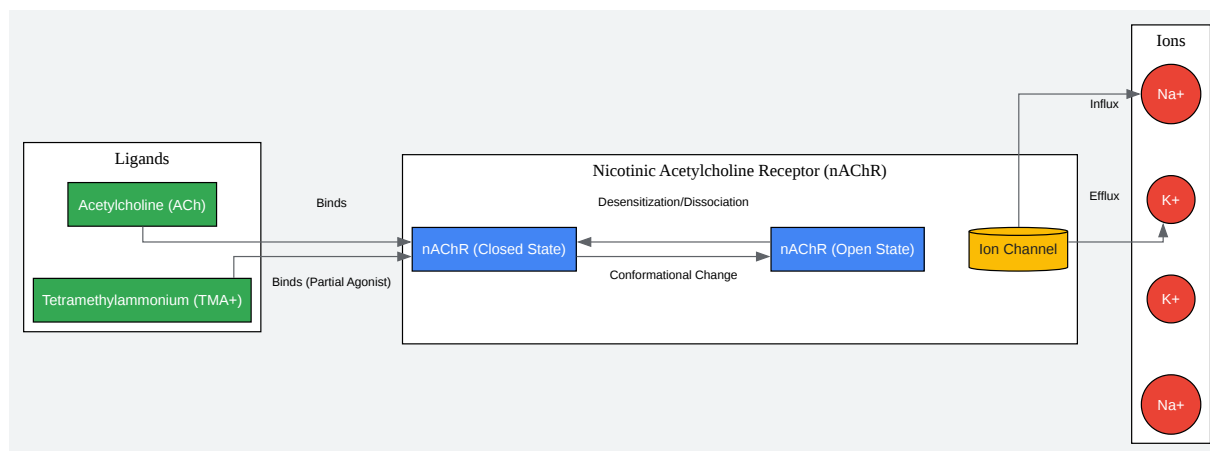 Ions
Na+
Influx
Ligands
Nicotinic Acetylcholine Receptor (nAChR)
Acetylcholine (ACh)
Binds
Desensitization/Dissociation
Efflux
K+
nAChR (Closed State)
nAChR (Open State)
Ion Channel
Binds (Partial Agonist)
Conformational Change
Tetramethylammonium (TMA+)
K+
Na+